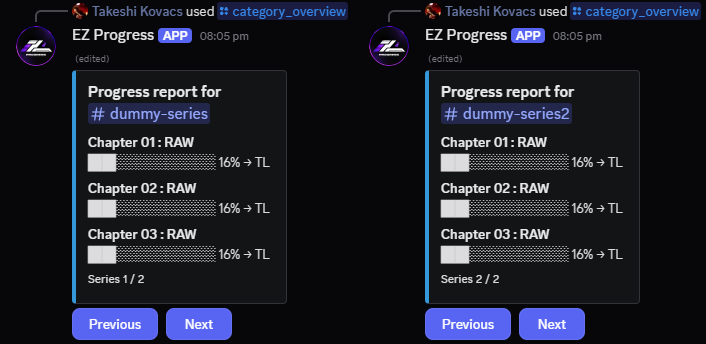 Takeshi Kovacs used category_overview
EZ Progress APP 08:05 pm
(edited)
Progress report for
# dummy-series
Chapter 01 : RAW
██▒▒▒▒▒▒▒ 16% → TL
Chapter 02 : RAW
██▒▒▒▒▒▒▒ 16% → TL
Chapter 03 : RAW
██▒▒▒▒▒▒▒ 16% → TL
Series 1 / 2
Previous Next
Takeshi Kovacs used category_overview
EZ Progress APP 08:05 pm
(edited)
Progress report for
# dummy-series2
Chapter 01 : RAW
██▒▒▒▒▒▒▒ 16% → TL
Chapter 02 : RAW
██▒▒▒▒▒▒▒ 16% → TL
Chapter 03 : RAW
██▒▒▒▒▒▒▒ 16% → TL
Series 2 / 2
Previous Next